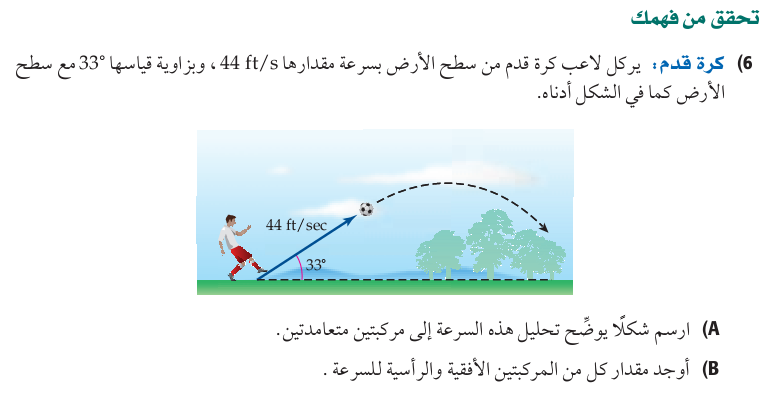 تحقق من فهمك
6) كرة قدم: يركل لاعب كرة قدم من سطح الأرض بسرعة مقدارها 44 ft/s ، وبزاوية قياسها 33° مع سطح
الأرض كما في الشكل أدناه.
44 ft/sec
33°
A) ارسم شكلًا يوضِّح تحليل هذه السرعة إلى مركبتين متعامدتين.
B) أوجد مقدار كل من المركبتين الأفقية والرأسية للسرعة .